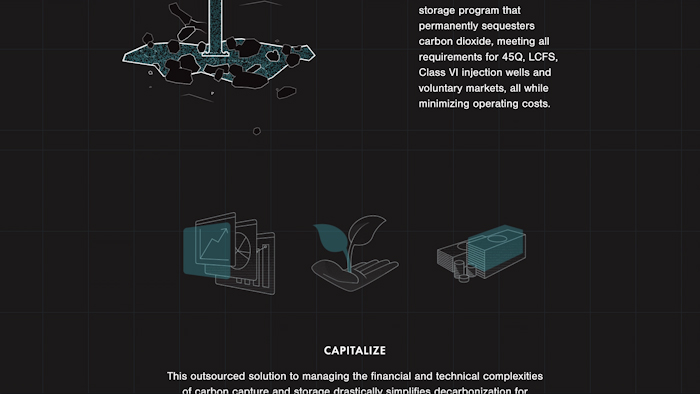 storage program that
permanently sequesters
carbon dioxide, meeting all
requirements for 45Q, LCFS,
Class VI injection wells and
voluntary markets, all while
minimizing operating costs.
CAPITALIZE
This outsourced solution to managing the financial and technical complexities
of carbon capture and storage drastically simplifies decarbonization for